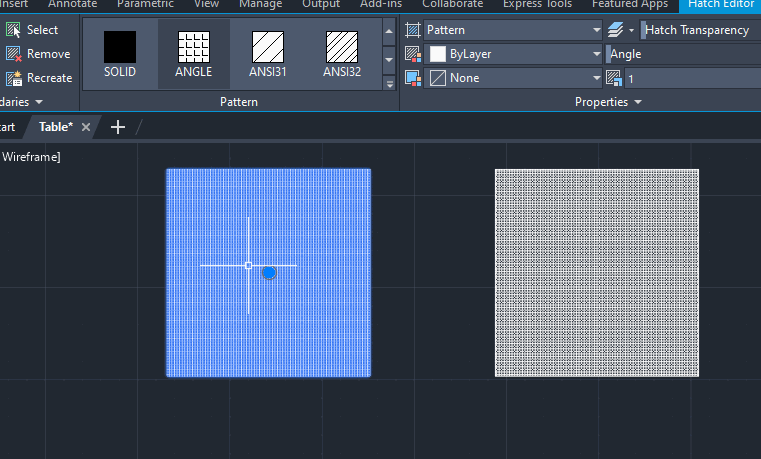 Insert Annotate Parametric View Manage Output Add-ins Collaborate Express Tools Featured Apps Hatch Editor
Select
Remove
Recreate
SOLID
ANGLE
ANSI31
ANSI32
Pattern
ByLayer
None
Hatch Transparency
Angle
1
daries
Pattern
Properties
art
Table*
Wireframe]